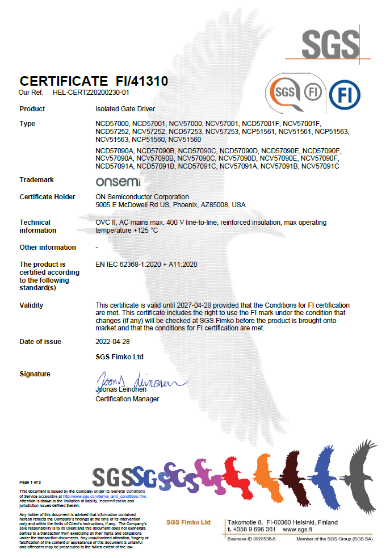 SGS
CERTIFICATE FI/41310
Our Ref. HEL-CERT220200230-01
SGS FI
FI
Product Isolated Gate Driver
Type NCD57000, NCD57001, NCV57000, NCV57001, NCD57001F, NCV57001F,
NCD57252, NCV57252, NCD57253, NCV57253, NCP51561, NCV51561, NCP51563,
NCV51563, NCP51560, NCV51560
NCD57090A, NCD57090B, NCD57090C, NCD57090D, NCD57090E, NCD57090F,
NCV57090A, NCV57090B, NCV57090C, NCV57090D, NCV57090E, NCV57090F,
NCD57091A, NCD57091B, NCD57091C, NCV57091A, NCV57091B, NCV57091C
Trademark onsemi
Certificate Holder ON Semiconductor Corporation
5005 E McDowell Rd US, Phoenix, AZ85008, USA
Technical information OVC II, AC mains max. 400 V line-to-line, reinforced insulation, max operating
temperature +125 °C
Other information -
The product is EN IEC 62368-1:2020 + A11:2020
certified according
to the following
standard(s)
Validity This certificate is valid until 2027-04-28 provided that the Conditions for FI certification
are met. This certificate includes the right to use the FI mark under the condition that
changes (if any) will be checked at SGS Fimko before the product is brought onto
market and that the conditions for FI certification are met.
Date of issue 2022-04-28
SGS Fimko Ltd
Signature
Joonas Leinonen
Certification Manager
SGS
Page 1 of 2
This document is issued by the Company under its General Conditions
of Service accessible at http://www.sgs.com/terms_and_conditions.htm.
Attention is drawn to the limitation of liability, indemnification and
jurisdiction issues defined therein.
Any holder of this document is advised that information contained
hereon reflects the Company's findings at the time of its intervention
only and within the limits of Client's instructions, if any. The Company's
sole responsibility is to its Client and this document does not exonerate
parties to a transaction from exercising all their rights and obligations
under the transaction documents. Any unauthorized alteration, forgery or
falsification of the content or appearance of this document is unlawful
and offenders may be prosecuted to the fullest extent of the law.
SGS Fimko Ltd
Takomotie 8, FI-00380 Helsinki, Finland
t. +358 9 696 361 www.sgs.fi
Business ID 0978538-5 Member of the SGS Group (SGS SA)